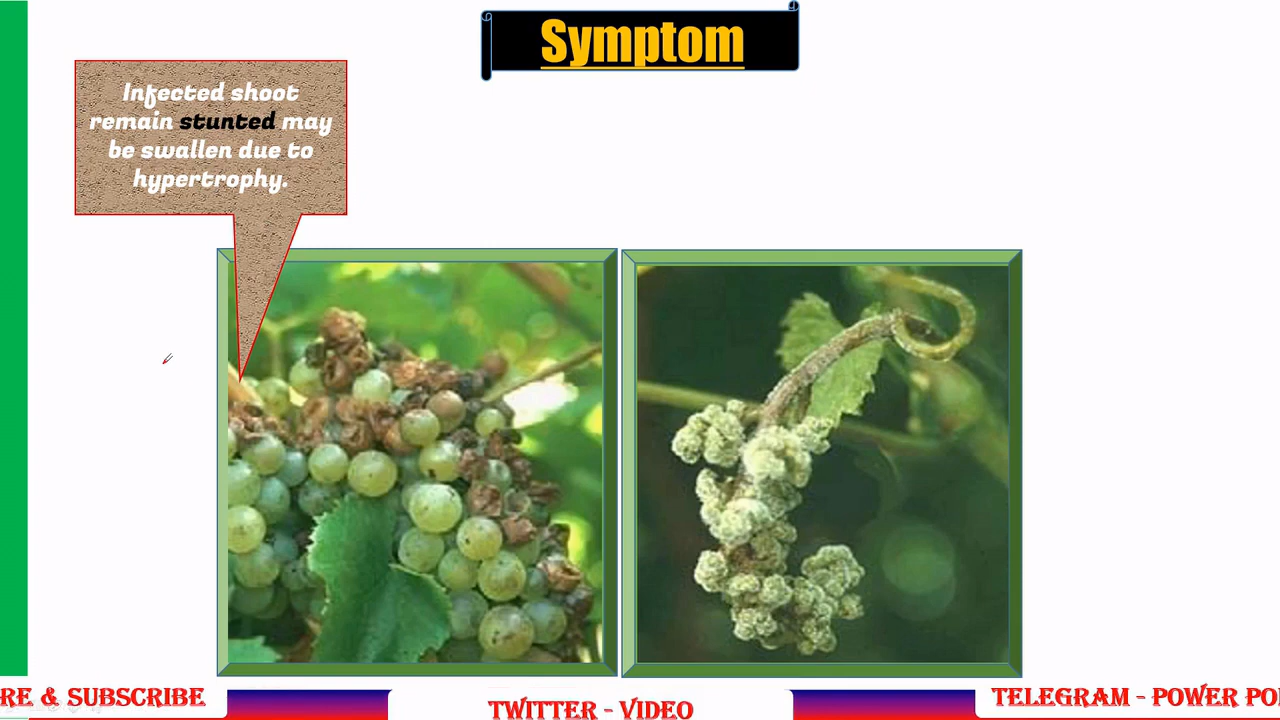 Symptom
Infected shoot
remain stunted may
be swallen due to
hypertrophy.
RE & SUBSCRIBE
TWITTER - VIDEO
TELEGRAM - POWER PO